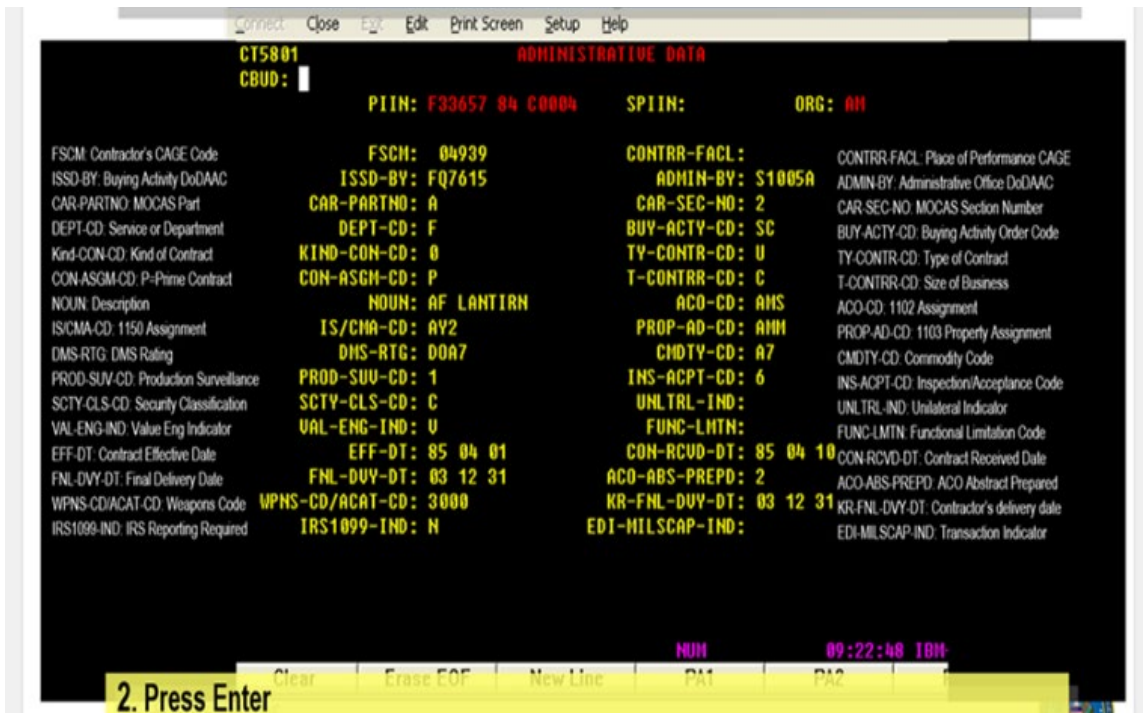 Connect Close Exit Edit Print Screen Setup Help
CT5801 ADMINISTRATIVE DATA
CBUD:
PIIN: F33657 84 C0004 SPIIN: ORG: AM
FSCM: Contractor's CAGE Code FSCM: 04939 CONTRR-FACL: CONTRR-FACL: Place of Performance CAGE
ISSD-BY: Buying Activity DoDAAC ISSD-BY: FQ7615 ADMIN-BY: S1005A ADMIN-BY: Administrative Office DoDAAC
CAR-PARTNO: MOCAS Part CAR-PARTNO: A CAR-SEC-NO: 2 CAR-SEC-NO: MOCAS Section Number
DEPT-CD: Service or Department DEPT-CD: F BUY-ACTY-CD: SC BUY-ACTY-CD: Buying Activity Order Code
Kind-CON-CD: Kind of Contract KIND-CON-CD: 0 TY-CONTR-CD: U TY-CONTR-CD: Type of Contract
CON-ASGM-CD: P=Prime Contract CON-ASGM-CD: P T-CONTRR-CD: C T-CONTRR-CD: Size of Business
NOUN: Description NOUN: AF LANTIRN ACO-CD: AMS ACO-CD: 1102 Assignment
IS/CMA-CD: 1150 Assignment IS/CMA-CD: AY2 PROP-AD-CD: AMM PROP-AD-CD: 1103 Property Assignment
DMS-RTG: DMS Rating DMS-RTG: DOA7 CMDTY-CD: A7 CMDTY-CD: Commodity Code
PROD-SUV-CD: Production Surveillance PROD-SUV-CD: 1 INS-ACPT-CD: 6 INS-ACPT-CD: Inspection/Acceptance Code
SCTY-CLS-CD: Security Classification SCTY-CLS-CD: C UNLTRL-IND: UNLTRL-IND: Unilateral Indicator
VAL-ENG-IND: Value Eng Indicator VAL-ENG-IND: V FUNC-LMTN: FUNC-LMTN: Functional Limitation Code
EFF-DT: Contract Effective Date EFF-DT: 85 04 01 CON-RCVD-DT: 85 04 10 CON-RCVD-DT: Contract Received Date
FNL-DVY-DT: Final Delivery Date FNL-DVY-DT: 03 12 31 ACO-ABS-PREPD: 2 ACO-ABS-PREPD: ACO Abstract Prepared
WPNS-CD/ACAT-CD: Weapons Code WPNS-CD/ACAT-CD: 3000 KR-FNL-DVY-DT: 03 12 31 KR-FNL-DVY-DT: Contractor's delivery date
IRS1099-IND: IRS Reporting Required IRS1099-IND: N EDI-MILSCAP-IND: EDI-MILSCAP-IND: Transaction Indicator
NUM 09:22:48 IBM
Clear Erase EOF New Line PA1 PA2
2. Press Enter